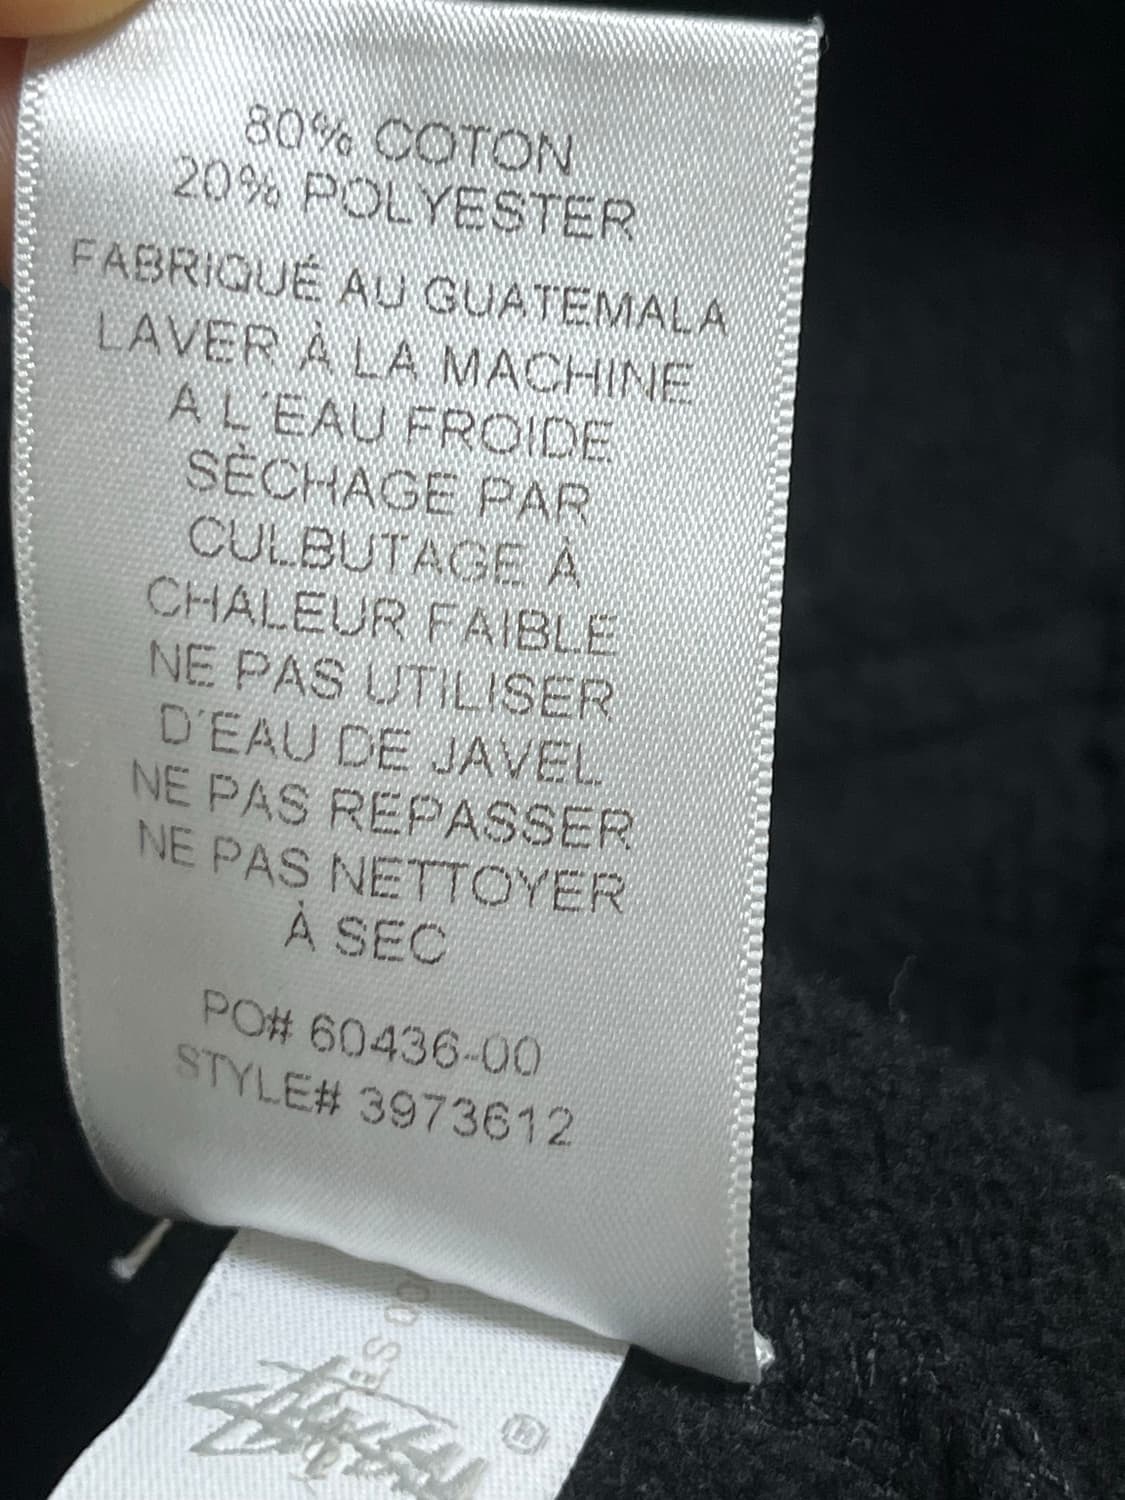 80% COTON
20% POLYESTER
FABRIQUÉ AU GUATEMALA
LAVER À LA MACHINE
A L'EAU FROIDE
SÈCHAGE PAR
CULBUTAGE À
CHALEUR FAIBLE
NE PAS UTILISER
D'EAU DE JAVEL
NE PAS REPASSER
NE PAS NETTOYER
À SEC
PO# 60436-00
STYLE# 3973612